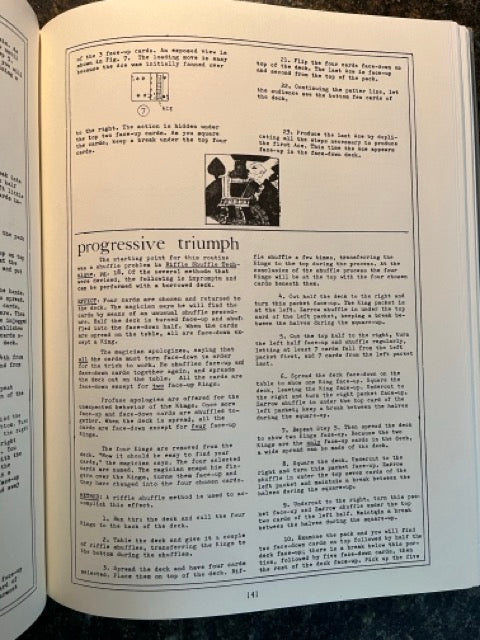 of the 3 face-up cards. An exposed view is
shown in Fig. 7. The loading move is easy
because the Ace was initially fanned over
7
ACE
to the right. The action is hidden under
the top two face-up cards. As you square
the cards, keep a break under the top four
cards.
21. Flip the four cards face-down on
top of the deck. The last Ace is face-up
and second from the top of the pack.
22. Continuing the patter line, let
the audience see the bottom few cards of
the deck.
23. Produce the last Ace by dupli-
cating all the steps necessary to produce
the first Ace. This time the Ace appears
face-up in the face-down deck.
progressive triumph
The starting point for this routine
was a shuffle problem in Riffle Shuffle Tech-
nique, pg. 18. Of the several methods that
were devised, the following is impromptu and
can be performed with a borrowed deck.
EFFECT: Four cards are chosen and returned to
the deck. The magician says he will find the
cards by means of an unusual shuffle proced-
ure. Half the deck is turned face-up and shuf-
fled into the face-down half. When the cards
are spread on the table, all are face-down ex-
cept a King.
The magician apologizes, saying that
all the cards must turn face-down in order
for the trick to work. He shuffles face-up and
face-down cards together again, and spreads
the deck out on the table. All the cards are
face-down except for two face-up Kings.
Profuse apologies are offered for the
unexpected behavior of the Kings. Once more
face-up and face-down cards are shuffled to-
gether. When the deck is spread, all the
cards are face-down except for four face-up
Kings.
The four Kings are removed from the
deck. "Now it should be easy to find your
cards," the magician says. The four selected
cards are named. The magician snaps his fin-
gers over the Kings, turns them face-up and
they have changed into the four chosen cards.
METHOD: A riffle shuffle method is used to ac-
complish this effect.
1. Run thru the deck and cull the four
Kings to the back of the deck.
2. Table the deck and give it a couple
of riffle shuffles, transferring the Kings to
the bottom during the shuffles.
3. Spread the deck and have four cards
selected. Place them on top of the deck. Rif-
fle shuffle a few times, transferring the
Kings to the top during the process. At the
conclusion of the shuffle process the four
Kings will be at the top with the four chosen
cards beneath them.
4. Cut half the deck to the right and
turn this packet face-up. The King packet is
at the left. Narrow shuffle in under the top
card of the left packet, keeping a break be-
tween the halves during the square-up.
5. Cut the top half to the right, turn
the left half face-up and shuffle regularly,
letting at least 7 cards fall from the left
packet first, and 7 cards from the left packet
last.
6. Spread the deck face-down on the
table to show one King face-up. Square the
deck, leaving the King face-up. Undercut to
the right and turn the right packet face-up.
Narrow shuffle in under the top card of the
left packet; keep a break between the halves
during the square-up.
7. Repeat Step 5. Then spread the deck
to show two Kings face-up. Because the two
Kings are the only face-up cards in the deck,
a wide spread can be made of the deck.
8. Square the deck. Undercut to the
right and turn this packet face-up. Narrow
shuffle in under the top seven cards of the
left packet and maintain a break between the
halves during the square-up.
9. Undercut to the right, turn this pac-
ket face-up and Narrow shuffle under the top
two cards of the left half. Maintain a break
between the halves during the square-up.
10. Examine the pack and you will find
two face-down cards on top followed by half the
deck face-up; there is a break below this por-
tion, followed by five face-down cards, then
the rest of the deck face-up. Pick up the five
141